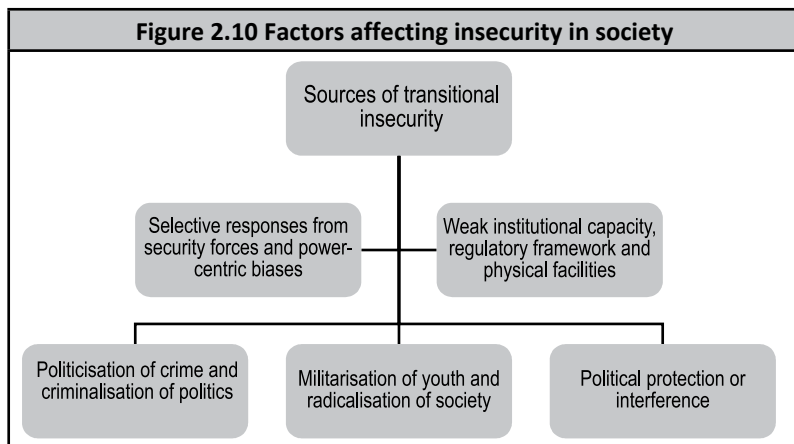 Figure 2.10 Factors affecting insecurity in society
Sources of transitional
insecurity
Selective responses from
security forces and power-
centric biases
Weak institutional capacity,
regulatory framework and
physical facilities
Politicisation of crime and
criminalisation of politics
Militarisation of youth and
radicalisation of society
Political protection or
interference